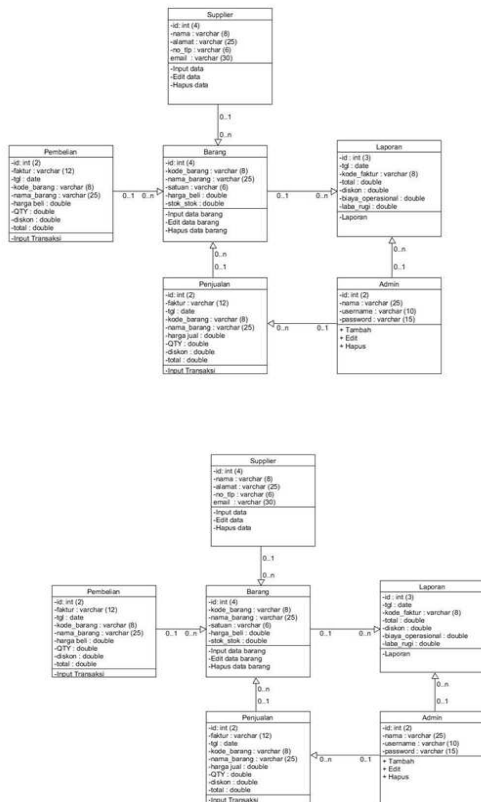 Supplier
-id: int (4)
-nama : varchar (8)
-alamat : varchar (25)
-no_tlp : varchar (6)
email : varchar (30)
-Input data
-Edit data
-Hapus data
0..1
0..n
Pembelian
-id: int (2)
-faktur : varchar (12)
-tgl : date
-kode_barang : varchar (8)
-nama_barang : varchar (25)
-harga beli : double
-QTY : double
-diskon : double
-total : double
-Input Transaksi
0..1 0..n
Barang
-id: int (4)
-kode_barang : varchar (8)
-nama_barang : varchar (25)
-satuan : varchar (6)
-harga_beli : double
-stok_stok : double
-Input data barang
-Edit data barang
-Hapus data barang
0..1 0..n
Laporan
-id : int (3)
-tgl : date
-kode_faktur : varchar (8)
-total : double
-diskon : double
-biaya_operasional : double
-laba_rugi : double
-Laporan
0..n
0..1
0..n
0..1
Penjualan
-id: int (2)
-faktur : varchar (12)
-tgl : date
-kode_barang : varchar (8)
-nama_barang : varchar (25)
-harga jual : double
-QTY : double
-diskon : double
-total : double
-Input Transaksi
0..n 0..1
Admin
-id: int (2)
-nama : varchar (25)
-username : varchar (10)
-password : varchar (15)
+ Tambah
+ Edit
+ Hapus
Supplier
-id: int (4)
-nama : varchar (8)
-alamat : varchar (25)
-no_tlp : varchar (6)
email : varchar (30)
-Input data
-Edit data
-Hapus data
0..1
0..n
Pembelian
-id: int (2)
-faktur : varchar (12)
-tgl : date
-kode_barang : varchar (8)
-nama_barang : varchar (25)
-harga beli : double
-QTY : double
-diskon : double
-total : double
-Input Transaksi
0..1 0..n
Barang
-id: int (4)
-kode_barang : varchar (8)
-nama_barang : varchar (25)
-satuan : varchar (6)
-harga_beli : double
-stok_stok : double
-Input data barang
-Edit data barang
-Hapus data barang
0..1 0..n
Laporan
-id : int (3)
-tgl : date
-kode_faktur : varchar (8)
-total : double
-diskon : double
-biaya_operasional : double
-laba_rugi : double
-Laporan
0..n
0..1
0..n
0..1
Penjualan
-id: int (2)
-faktur : varchar (12)
-tgl : date
-kode_barang : varchar (8)
-nama_barang : varchar (25)
-harga jual : double
-QTY : double
-diskon : double
-total : double
-Input Transaksi
0..n 0..1
Admin
-id: int (2)
-nama : varchar (25)
-username : varchar (10)
-password : varchar (15)
+ Tambah
+ Edit
+ Hapus